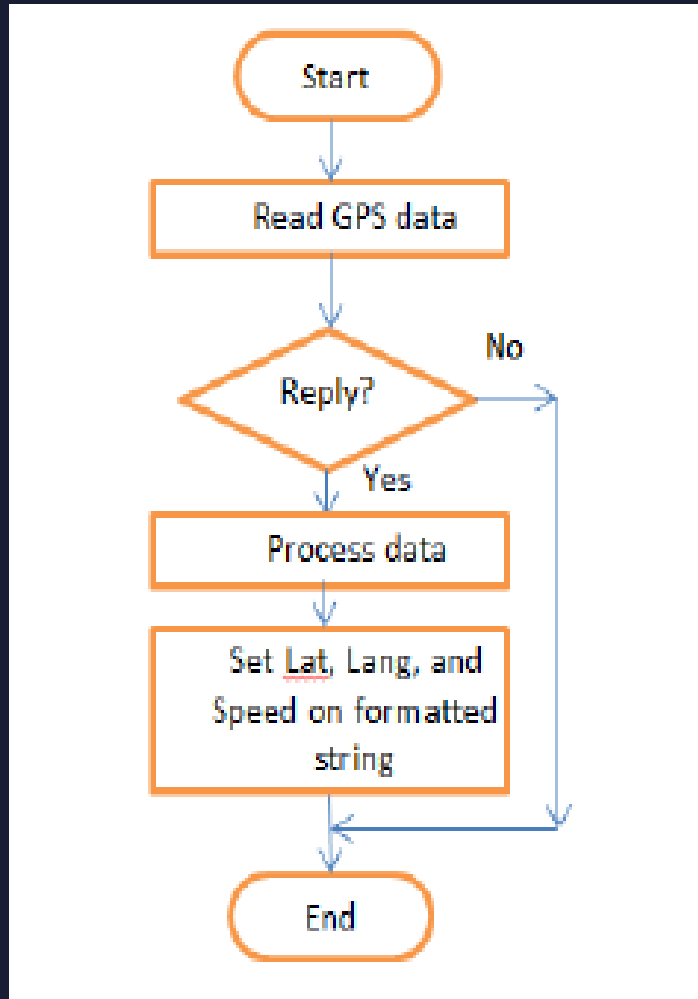 Start
Read GPS data
Reply?
No
Yes
Process data
Set Lat, Lang, and
Speed on formatted
string
End